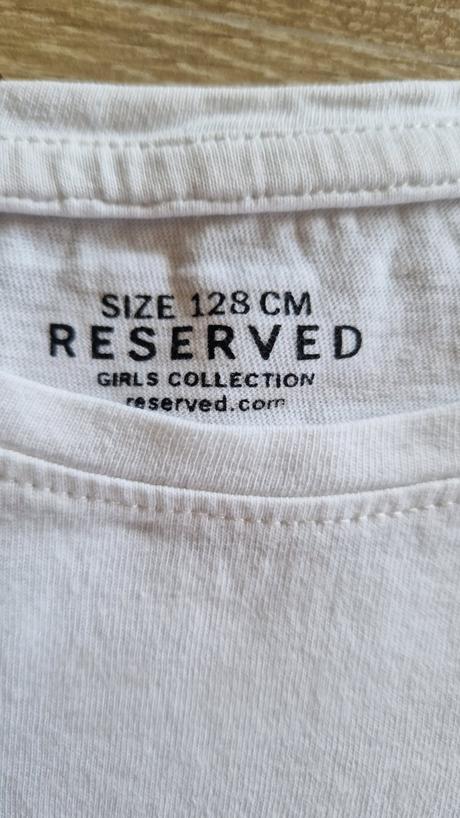 SIZE 128 CM
RESERVED
GIRLS COLLECTION
reserved.com